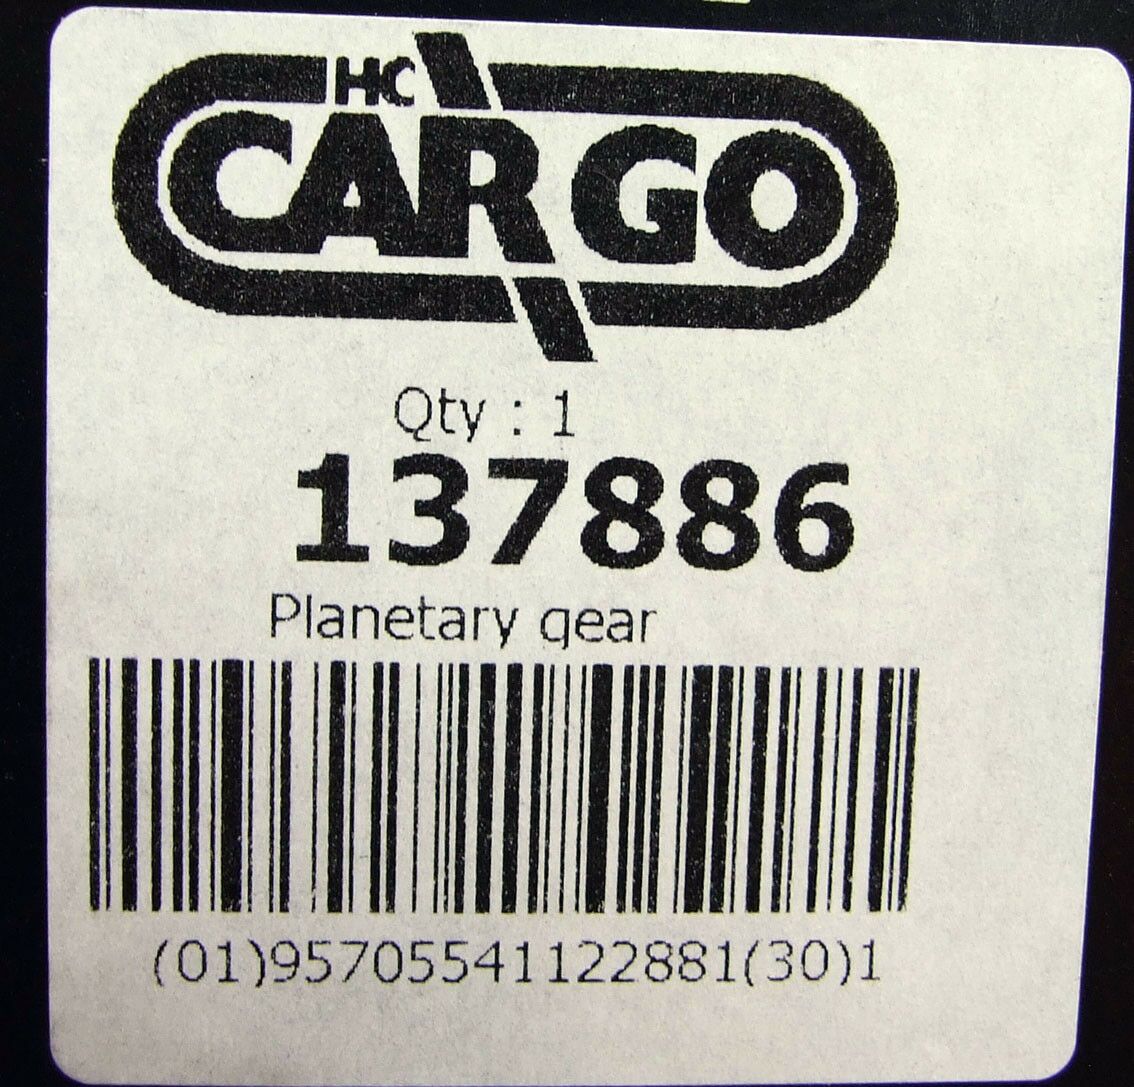 HC
CARGO
Qty : 1
137886
Planetary gear
(01)95705541122881(30)1